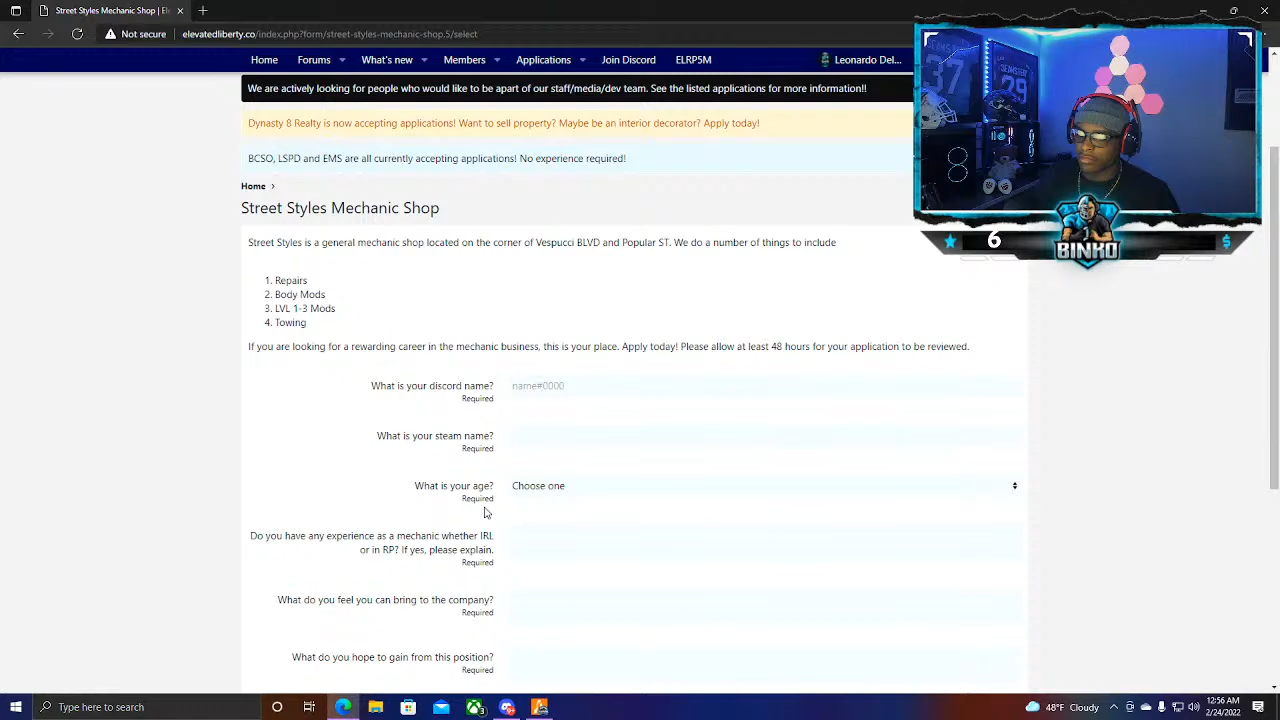 Street Styles Mechanic Shop | El
Not secure elevatedliberty.co/index.php?form/street-styles-mechanic-shop.5/select
Home Forums What's new Members Applications Join Discord ELRP5M Leonardo Del...
We are actively looking for people who would like to be apart of our staff/media/dev team. See the listed applications for more information!!
Dynasty 8 Realty is now accepting applications! Want to sell property? Maybe be an interior decorator? Apply today!
BCSO, LSPD and EMS are all currently accepting applications! No experience required!
Home >
Street Styles Mechanic Shop
Street Styles is a general mechanic shop located on the corner of Vespucci BLVD and Popular ST. We do a number of things to include
1. Repairs
2. Body Mods
3. LVL 1-3 Mods
4. Towing
If you are looking for a rewarding career in the mechanic business, this is your place. Apply today! Please allow at least 48 hours for your application to be reviewed.
What is your discord name? name#0000
Required
What is your steam name?
Required
What is your age? Choose one
Required
Do you have any experience as a mechanic whether IRL
or in RP? If yes, please explain.
Required
What do you feel you can bring to the company?
Required
What do you hope to gain from this position?
Required
SEAMSTER
37
29
8
6
BINKO
$
Type here to search
48°F Cloudy
12:56 AM
2/24/2022